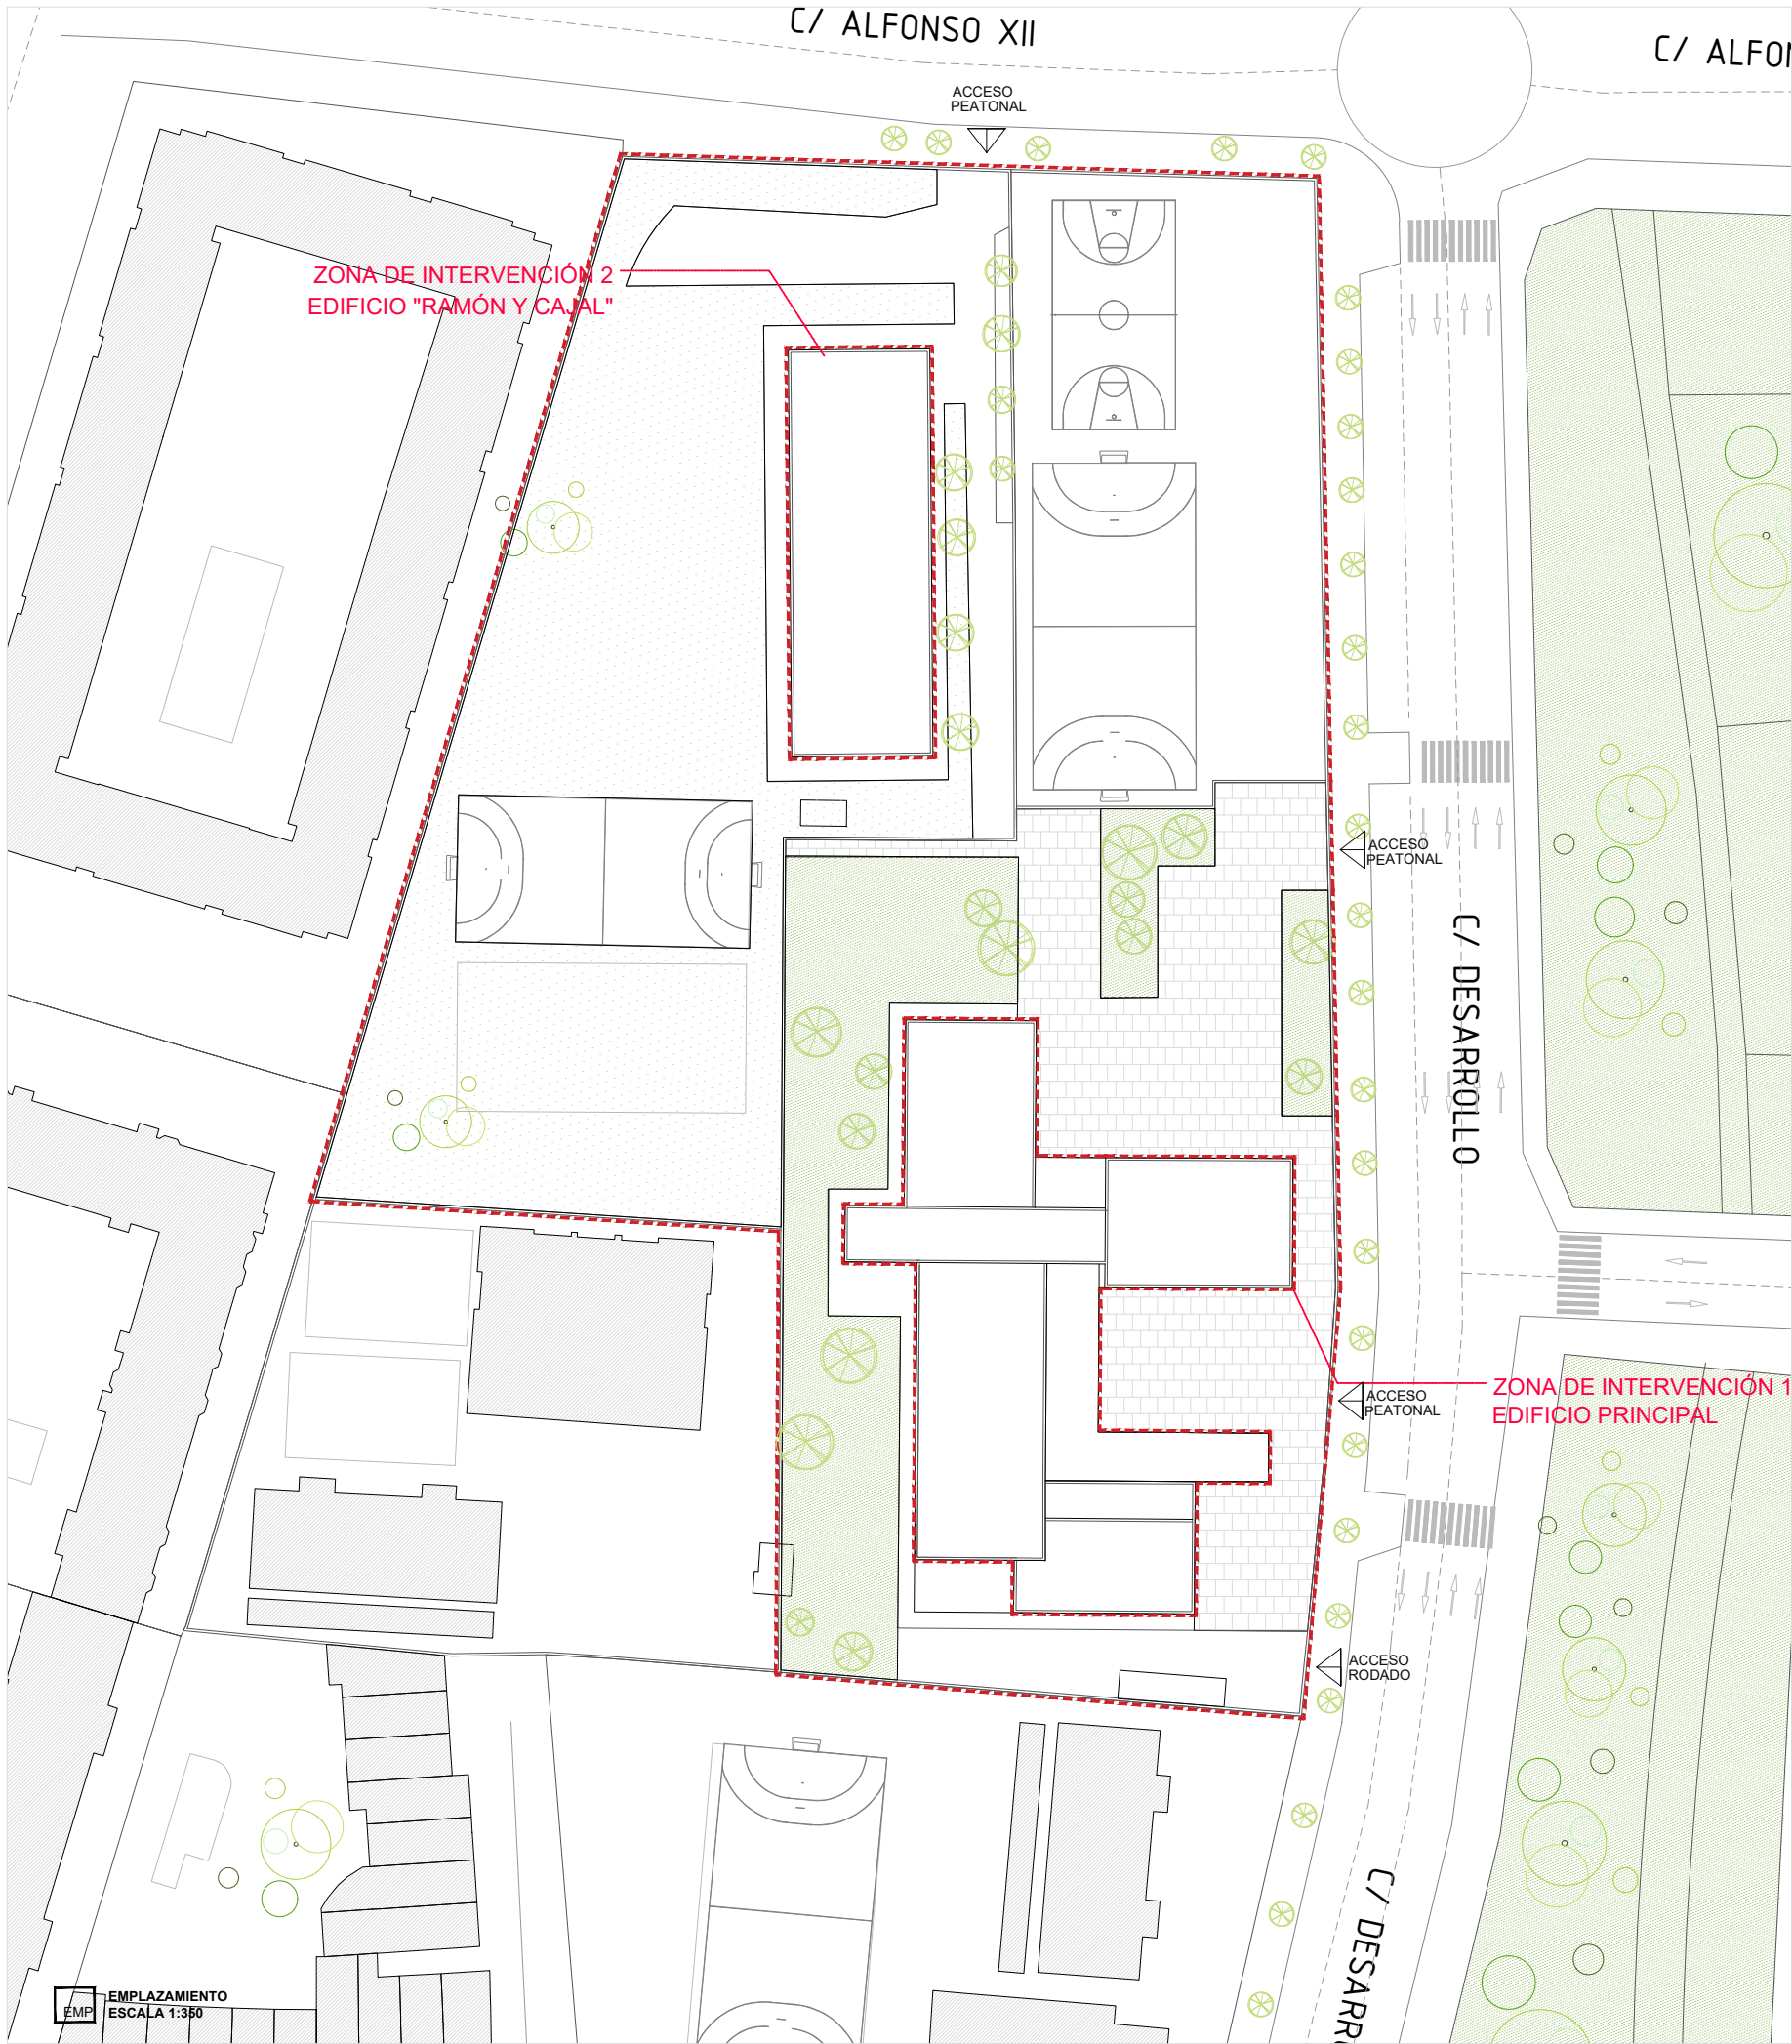 C/ ALFONSO XII
C/ ALFON
ACCESO
PEATONAL
ZONA DE INTERVENCIÓN 2
EDIFICIO "RAMÓN Y CAJAL"
ACCESO
PEATONAL
C/ DESARROLLO
ZONA DE INTERVENCIÓN 1
EDIFICIO PRINCIPAL
ACCESO
PEATONAL
ACCESO
RODADO
C/ DESARR
EMP
EMPLAZAMIENTO
ESCALA 1:350